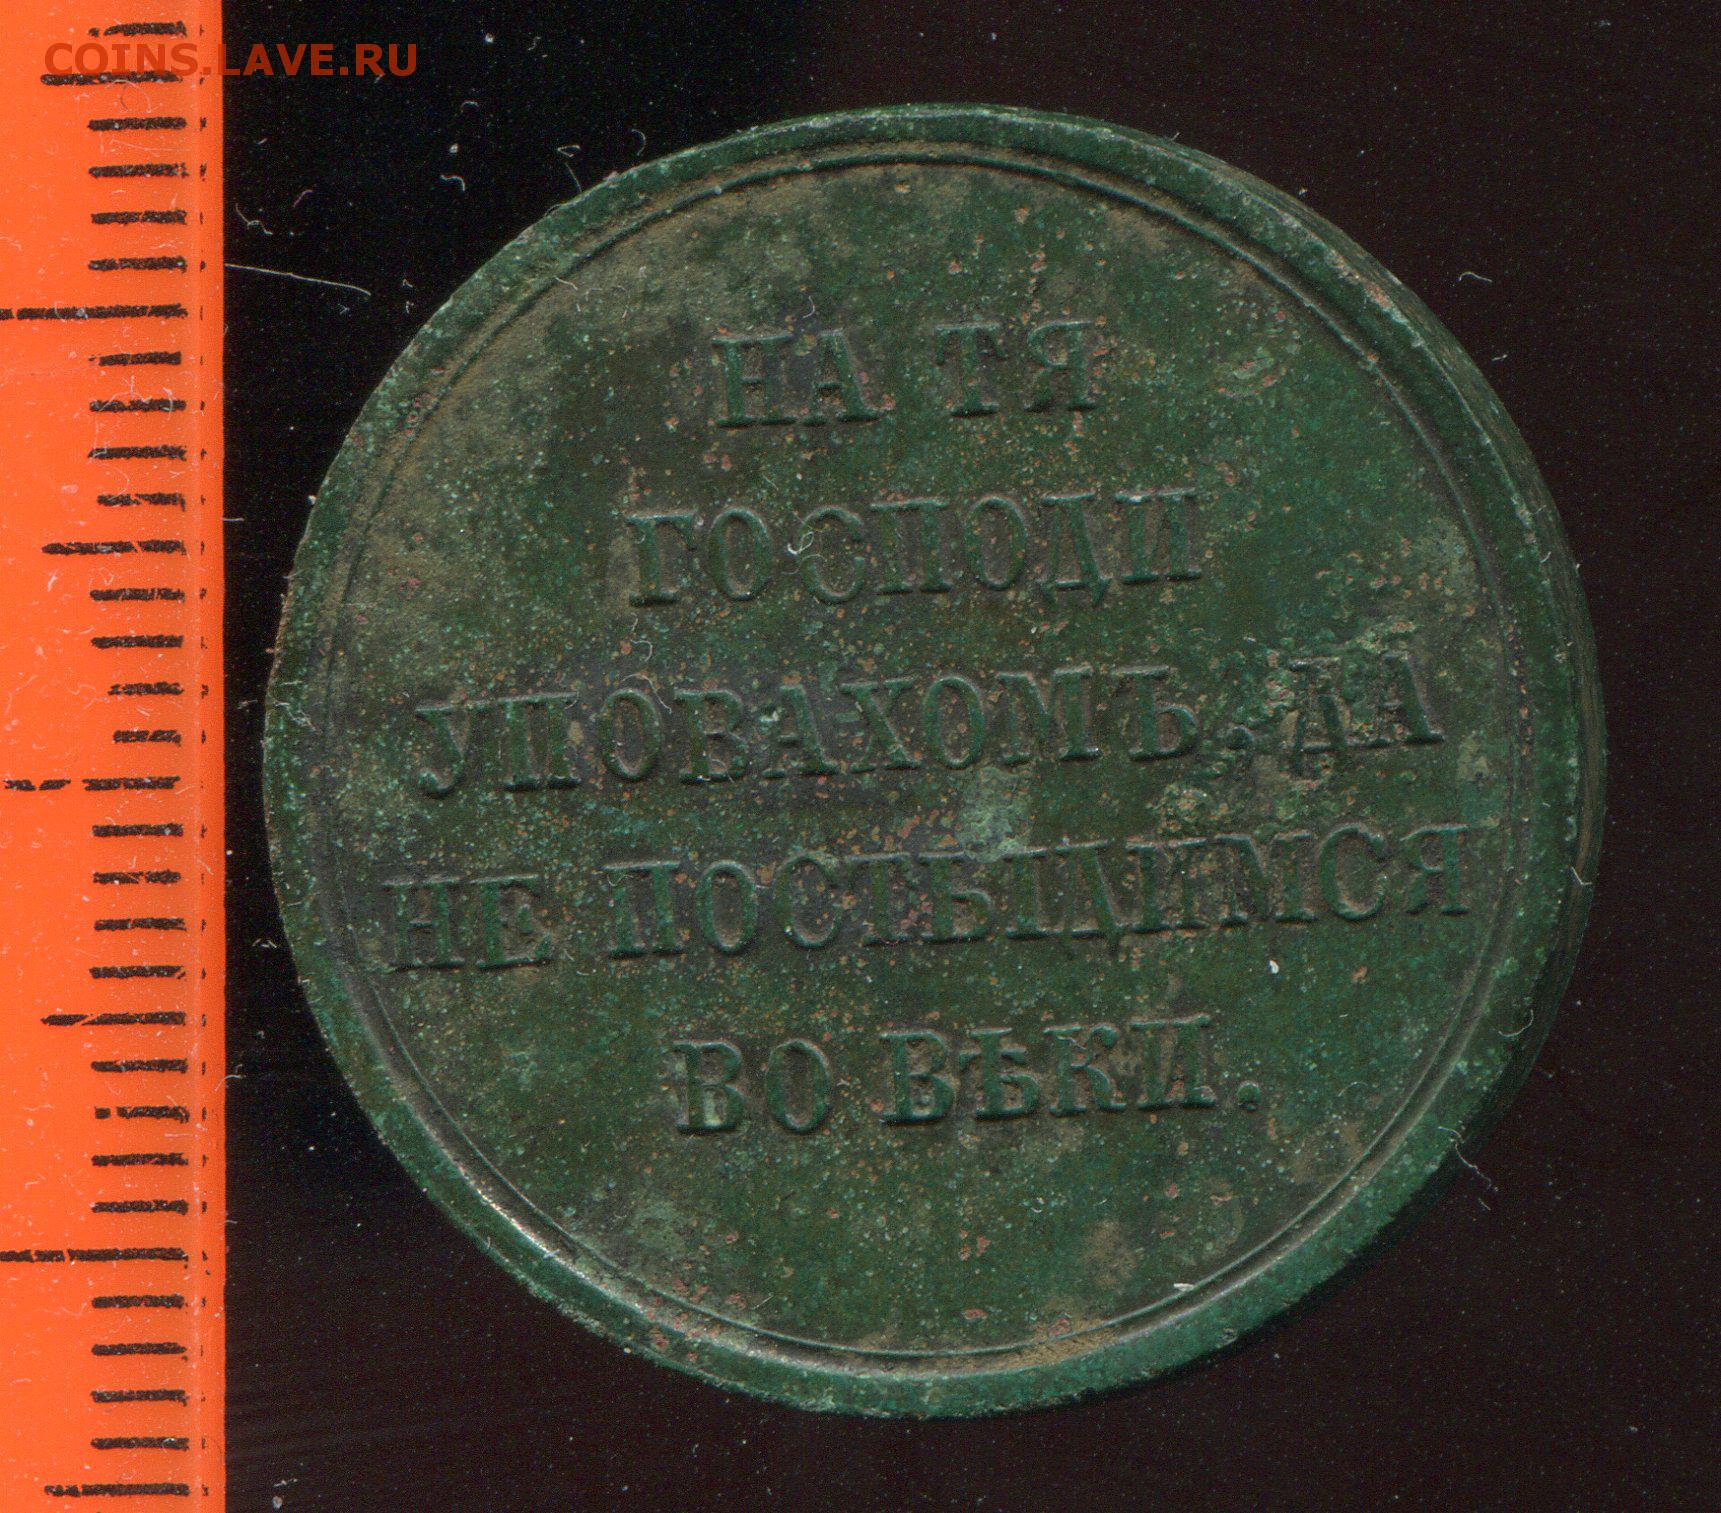 COINS.LAVE.RU
НА ТЯ
ГОСПОДИ
УПОВАХОМЪ, ДА
НЕ ПОСТЫДИМСЯ
ВО ВѢКИ.